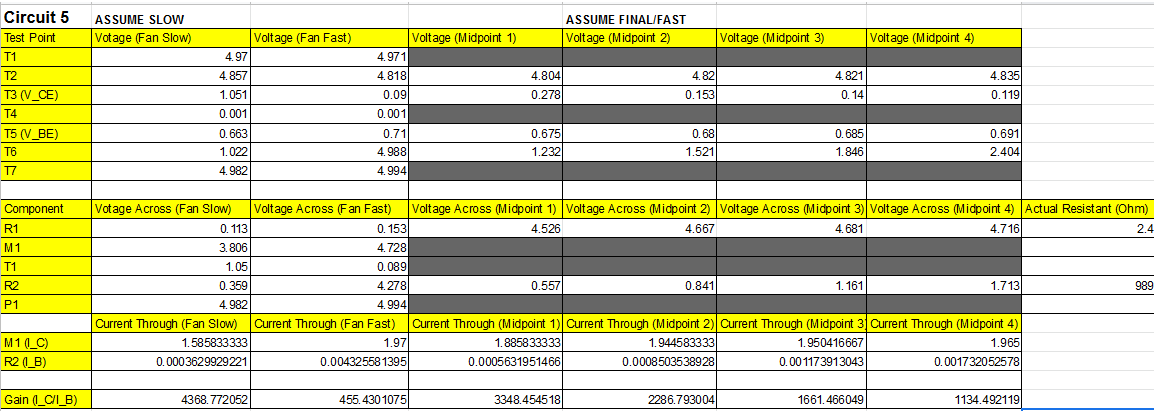 Circuit 5 ASSUME SLOW ASSUME FINAL/FAST
Test Point Votage (Fan Slow) Voltage (Fan Fast) Voltage (Midpoint 1) Voltage (Midpoint 2) Voltage (Midpoint 3) Voltage (Midpoint 4)
T1 4.97 4.971
T2 4.857 4.818 4.804 4.82 4.821 4.835
T3 (V_CE) 1.051 0.09 0.278 0.153 0.14 0.119
T4 0.001 0.001
T5 (V_BE) 0.663 0.71 0.675 0.68 0.685 0.691
T6 1.022 4.988 1.232 1.521 1.846 2.404
T7 4.982 4.994
Component Votage Across (Fan Slow) Voltage Across (Fan Fast) Voltage Across (Midpoint 1) Voltage Across (Midpoint 2) Voltage Across (Midpoint 3) Voltage Across (Midpoint 4) Actual Resistant (Ohm)
R1 0.113 0.153 4.526 4.667 4.681 4.716 2.4
M1 3.806 4.728
T1 1.05 0.089
R2 0.359 4.278 0.557 0.841 1.161 1.713 989
P1 4.982 4.994
Current Through (Fan Slow) Current Through (Fan Fast) Current Through (Midpoint 1) Current Through (Midpoint 2) Current Through (Midpoint 3 Current Through (Midpoint 4)
M1 (I_C) 1.585833333 1.97 1.885833333 1.944583333 1.950416667 1.965
R2 (I_B) 0.0003629929221 0.004325581395 0.0005631951466 0.0008503538928 0.001173913043 0.001732052578
Gain (I_C/I_B) 4368.772052 455.4301075 3348.454518 2286.793004 1661.466049 1134.492119